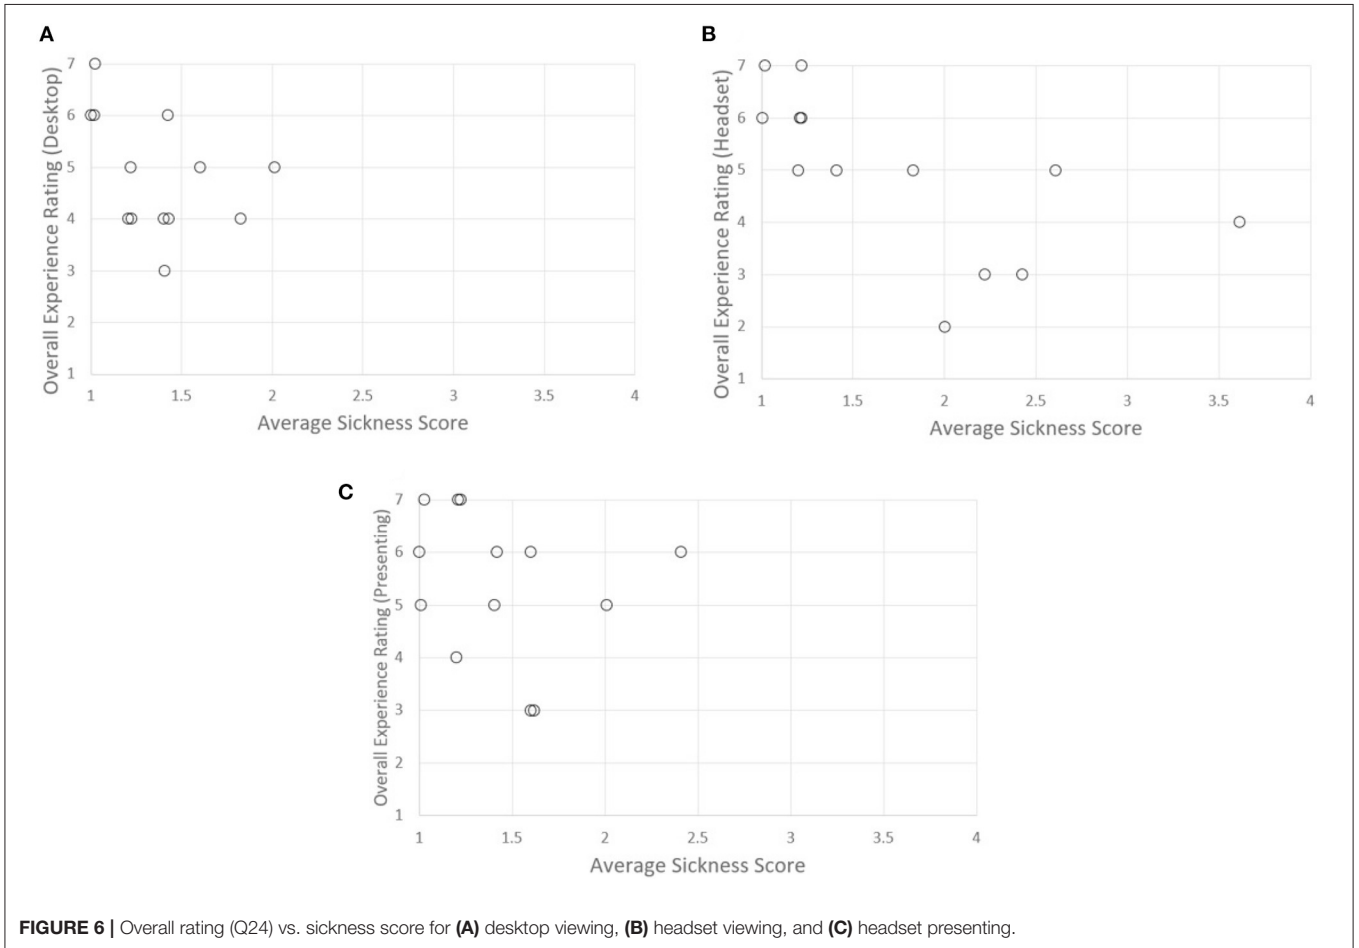 A
Overall Experience Rating (Desktop)
7
6
5
4
3
2
1
1 1.5 2 2.5 3 3.5 4
Average Sickness Score
B
Overall Experience Rating (Headset)
7
6
5
4
3
2
1
1 1.5 2 2.5 3 3.5 4
Average Sickness Score
C
Overall Experience Rating (Presenting)
7
6
5
4
3
2
1
1 1.5 2 2.5 3 3.5 4
Average Sickness Score
FIGURE 6 | Overall rating (Q24) vs. sickness score for (A) desktop viewing, (B) headset viewing, and (C) headset presenting.